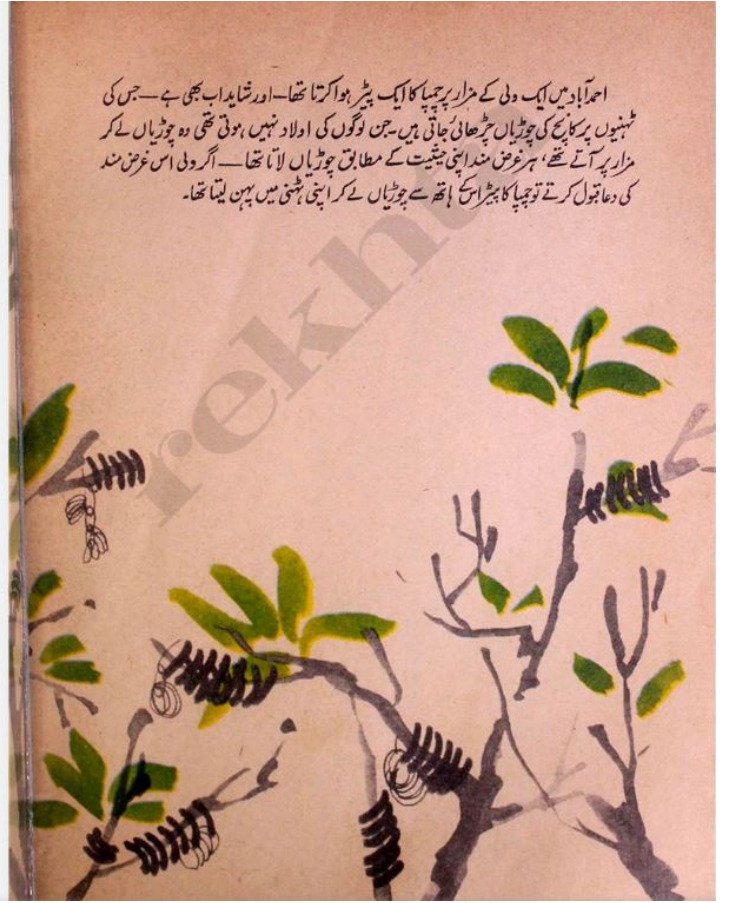 احمد آباد میں ایک ولی کے مزار پر چمپا کا ایک پیڑ ہوا کرتا تھا — اور شاید اب بھی ہے — جس کی
ٹہنیوں پر کانچ کی چوڑیاں چڑھائی جاتی ہیں۔ جن لوگوں کی اولاد نہیں ہوتی تھی وہ چوڑیاں لے کر
مزار پر آتے تھے، ہر غرض مند اپنی حیثیت کے مطابق چوڑیاں لاتا تھا — اگر ولی اس غرض مند
کی دعا قبول کرتے تو چمپا کا پیڑ اسکے ہاتھ سے چوڑیاں لے کر اپنی ٹہنی میں پہن لیتا تھا۔
rekhta